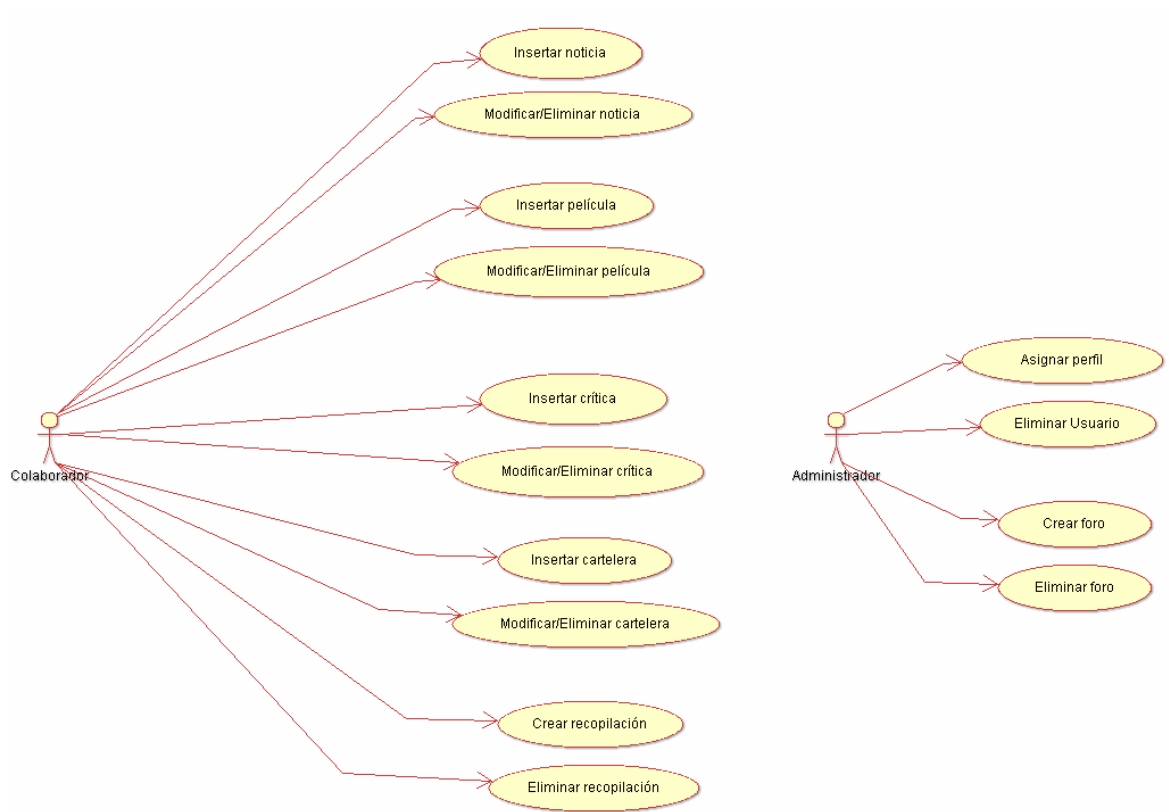 Insertar noticia
Modificar/Eliminar noticia
Insertar película
Modificar/Eliminar película
Insertar crítica
Modificar/Eliminar crítica
Colaborador
Insertar cartelera
Modificar/Eliminar cartelera
Crear recopilación
Eliminar recopilación
Asignar perfil
Eliminar Usuario
Administrador
Crear foro
Eliminar foro